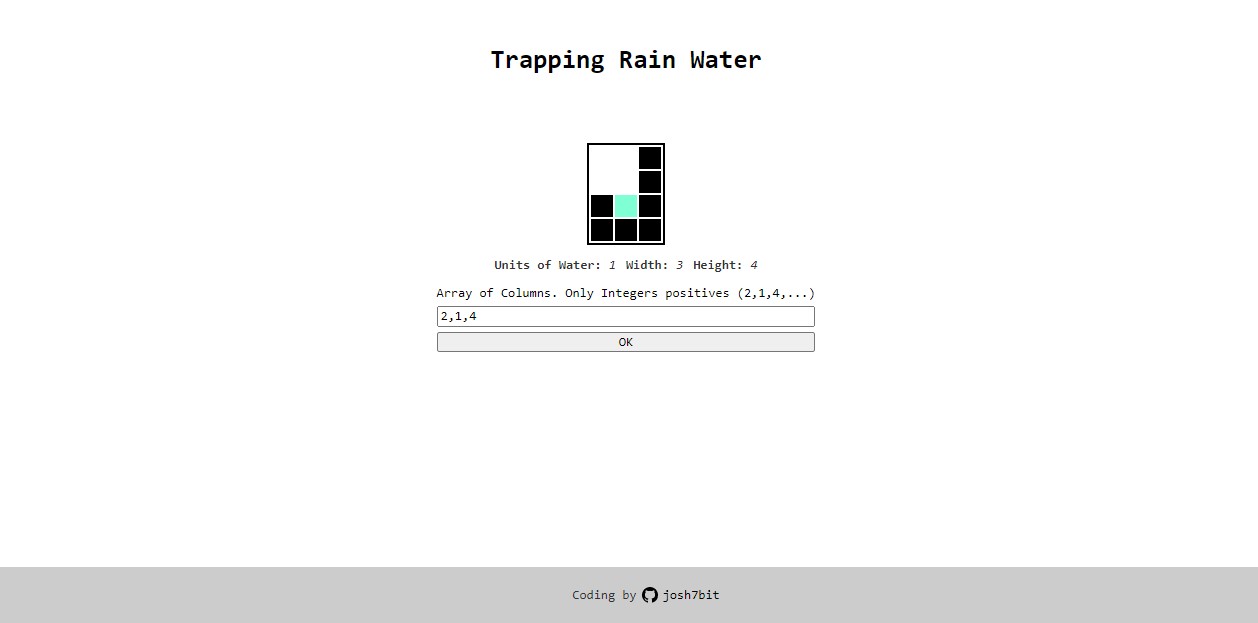 Trapping Rain Water
Units of Water: 1 Width: 3 Height: 4
Array of Columns. Only Integers positives (2,1,4,...)
2,1,4
OK
Coding by josh7bit